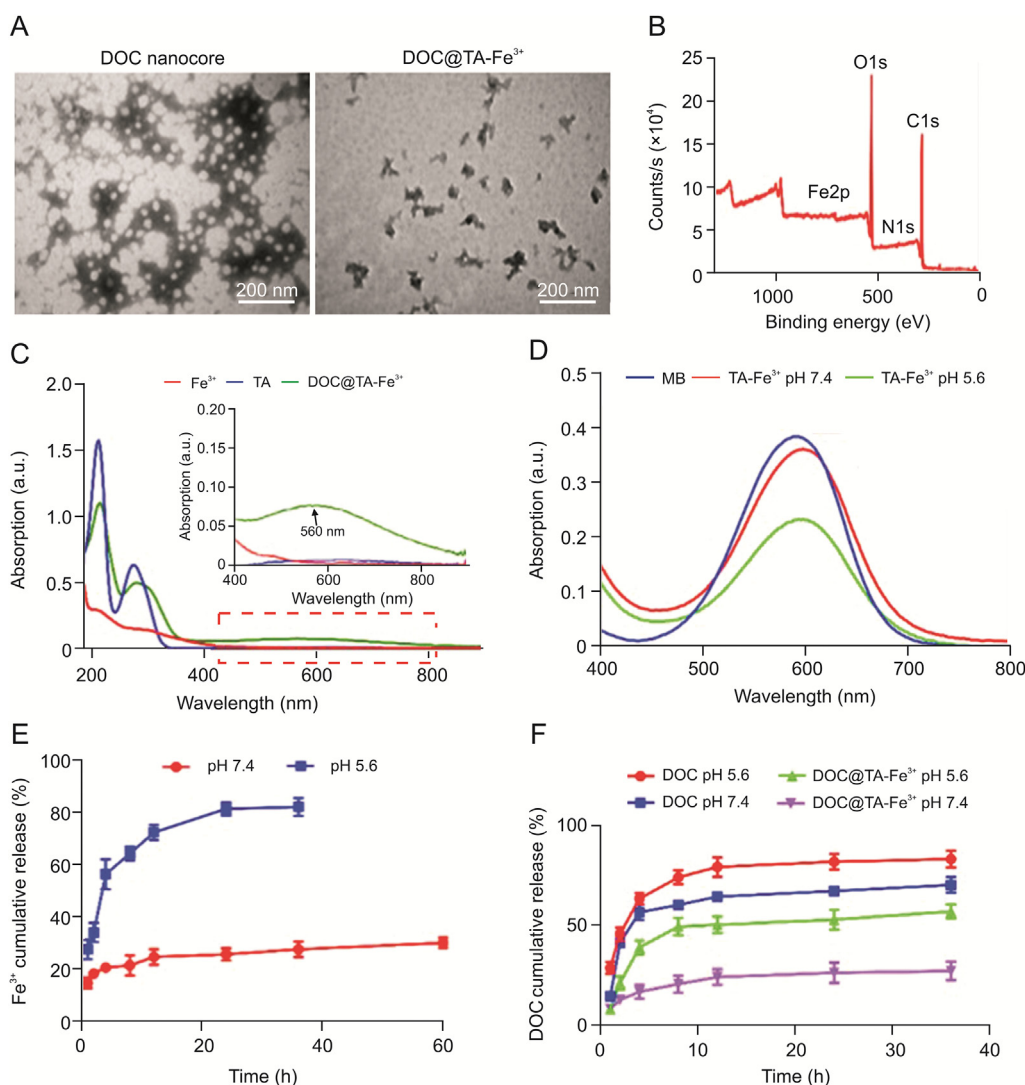 A
DOC nanocore
DOC@TA-Fe³⁺
200 nm
200 nm
B
O1s
C1s
Fe2p
N1s
25
20
15
10
5
0
Counts/s (×10⁴)
1000
500
0
Binding energy (eV)
C
Fe³⁺
TA
DOC@TA-Fe³⁺
2.0
1.5
1.0
0.5
0
Absorption (a.u.)
200
400
600
800
Wavelength (nm)
0.20
0.15
0.10
0.05
0
Absorption (a.u.)
560 nm
400
600
800
Wavelength (nm)
D
MB
TA-Fe³⁺ pH 7.4
TA-Fe³⁺ pH 5.6
0.5
0.4
0.3
0.2
0.1
0
Absorption (a.u.)
400
500
600
700
800
Wavelength (nm)
E
pH 7.4
pH 5.6
100
80
60
40
20
0
Fe³⁺ cumulative release (%)
0
20
40
60
Time (h)
F
DOC pH 5.6
DOC@TA-Fe³⁺ pH 5.6
DOC pH 7.4
DOC@TA-Fe³⁺ pH 7.4
100
50
0
DOC cumulative release (%)
0
10
20
30
40
Time (h)